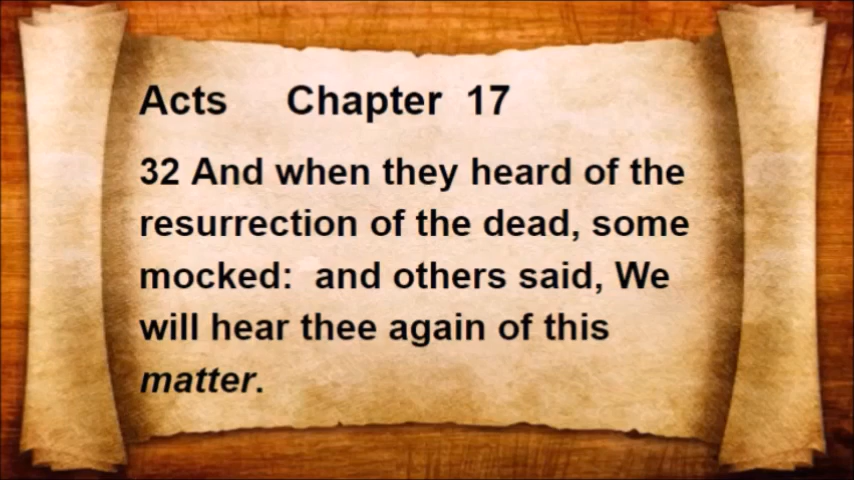 Acts Chapter 17
32 And when they heard of the
resurrection of the dead, some
mocked: and others said, We
will hear thee again of this
matter.